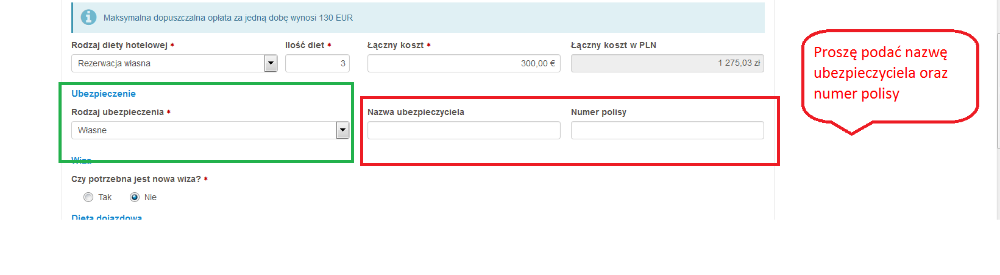 Maksymalna dopuszczalna opłata za jedną dobę wynosi 130 EUR
Rodzaj diety hotelowej * Ilość diet * Łączny koszt * Łączny koszt w PLN
Rezerwacja własna 3 300,00 € 1 275,03 zł
Ubezpieczenie
Rodzaj ubezpieczenia * Nazwa ubezpieczyciela Numer polisy
Własne
Wiza
Czy potrzebna jest nowa wiza? *
Tak Nie
Dieta dojazdowa
Proszę podać nazwę
ubezpieczyciela oraz
numer polisy